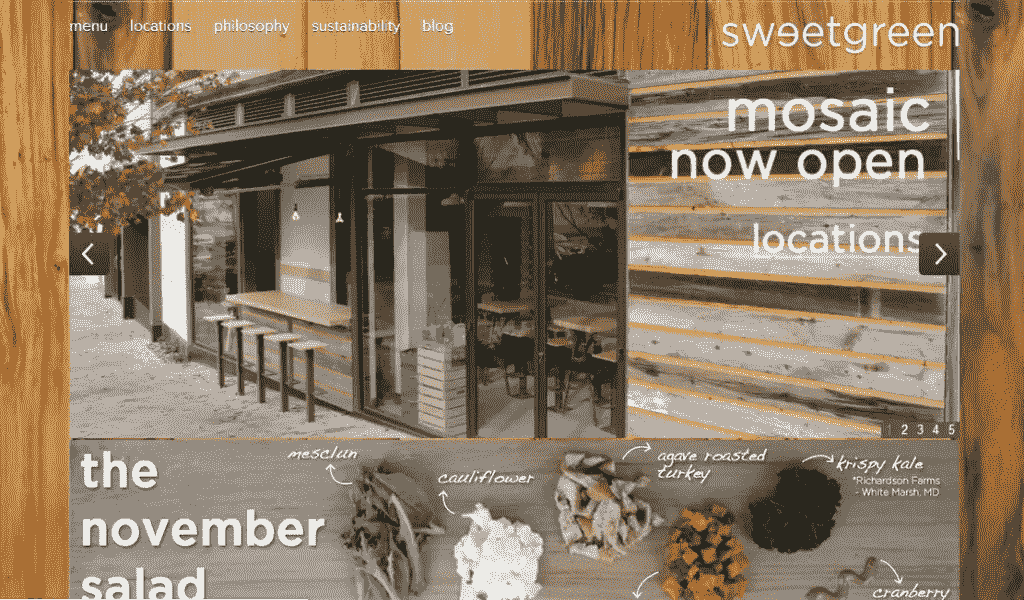 menu locations philosophy sustainability blog
sweetgreen
mosaic
now open
locations
1 2 3 4 5
the
november
salad
mesclun
cauliflower
agave roasted
turkey
krispy kale
*Richardson Farms
- White Marsh, MD
cranberry